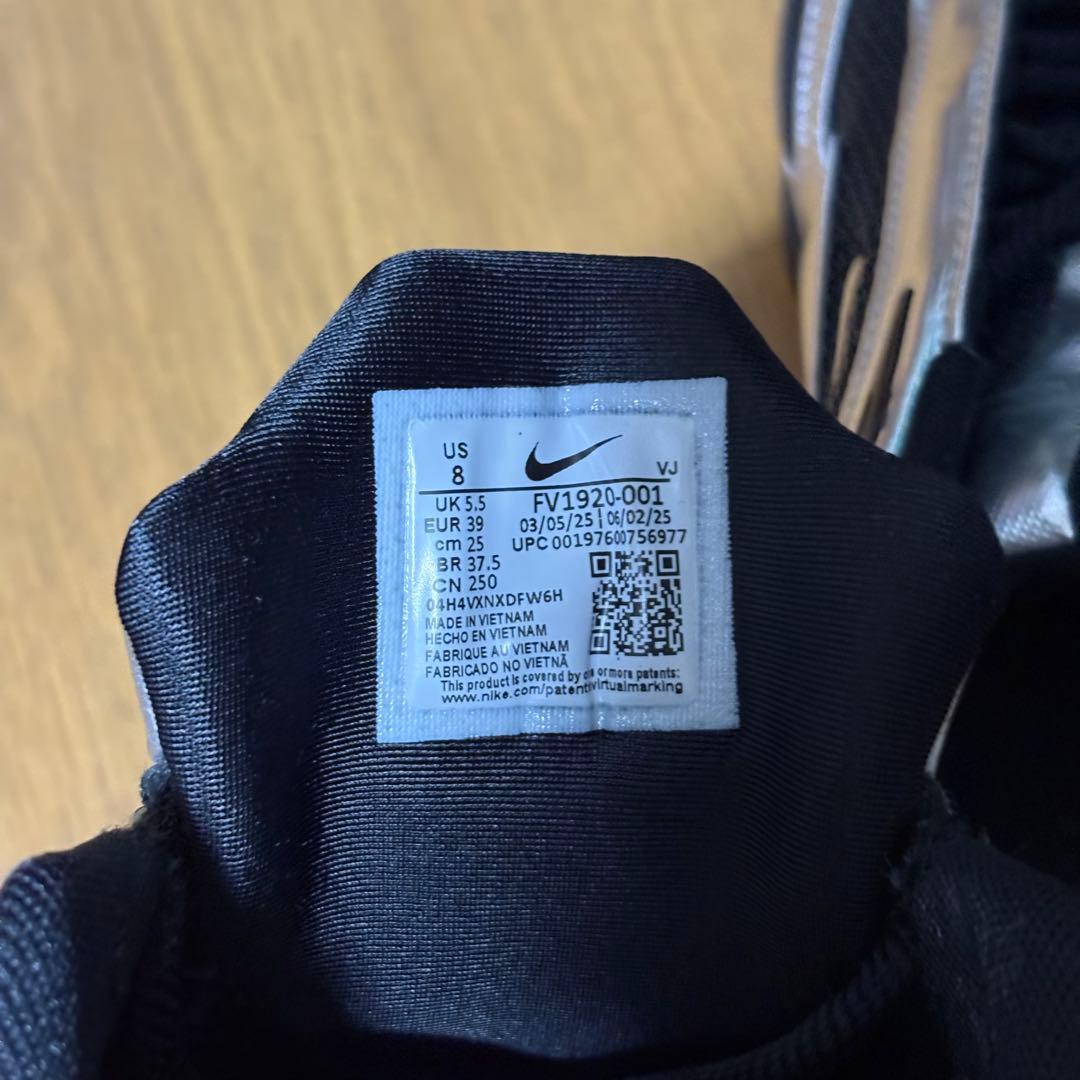 US
8
VJ
UK 5.5
FV1920-001
EUR 39
03/05/25 | 06/02/25
cm 25
UPC 00197600756977
BR 37.5
CN 250
04H4VXNXDFW6H
MADE IN VIETNAM
HECHO EN VIETNAM
FABRIQUE AU VIETNAM
FABRICADO NO VIETNÃ
This product is covered by one or more patents:
www.nike.com/patentvirtualmarking